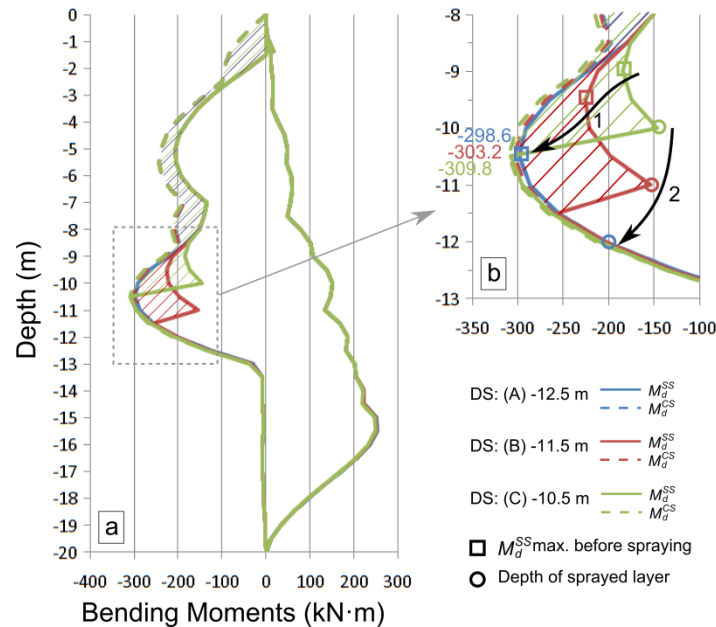 0
-1
-2
-3
-4
-5
-6
-7
-8
-9
-10
-11
-12
-13
-14
-15
-16
-17
-18
-19
-20
Depth (m)
-400 -300 -200 -100 0 100 200 300
Bending Moments (kN·m)
a
-8
-9
-10
-11
-12
-13
-298.6
-303.2
-309.8
1
2
b
-350 -300 -250 -200 -150 -100
DS: (A) -12.5 m M_d^SS
M_d^CS
DS: (B) -11.5 m M_d^SS
M_d^CS
DS: (C) -10.5 m M_d^SS
M_d^CS
M_d^SS max. before spraying
Depth of sprayed layer